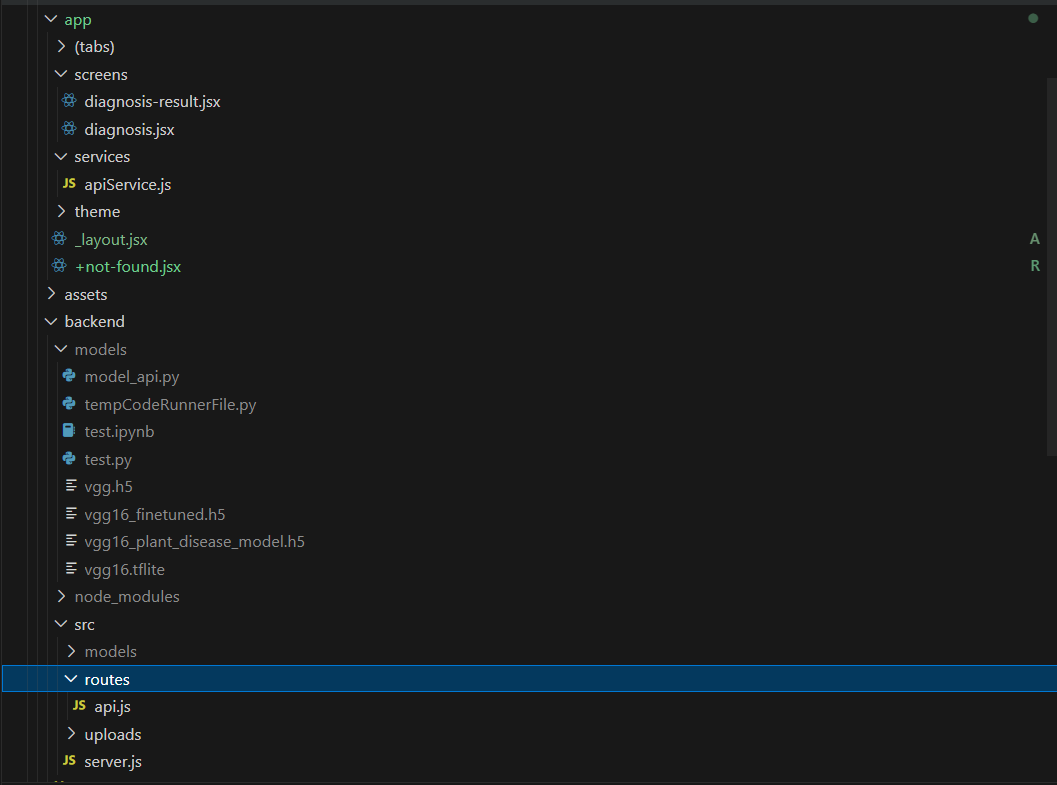 app
(tabs)
screens
diagnosis-result.jsx
diagnosis.jsx
services
JS apiService.js
theme
_layout.jsx A
+not-found.jsx R
assets
backend
models
model_api.py
tempCodeRunnerFile.py
test.ipynb
test.py
vgg.h5
vgg16_finetuned.h5
vgg16_plant_disease_model.h5
vgg16.tflite
node_modules
src
models
routes
JS api.js
uploads
JS server.js